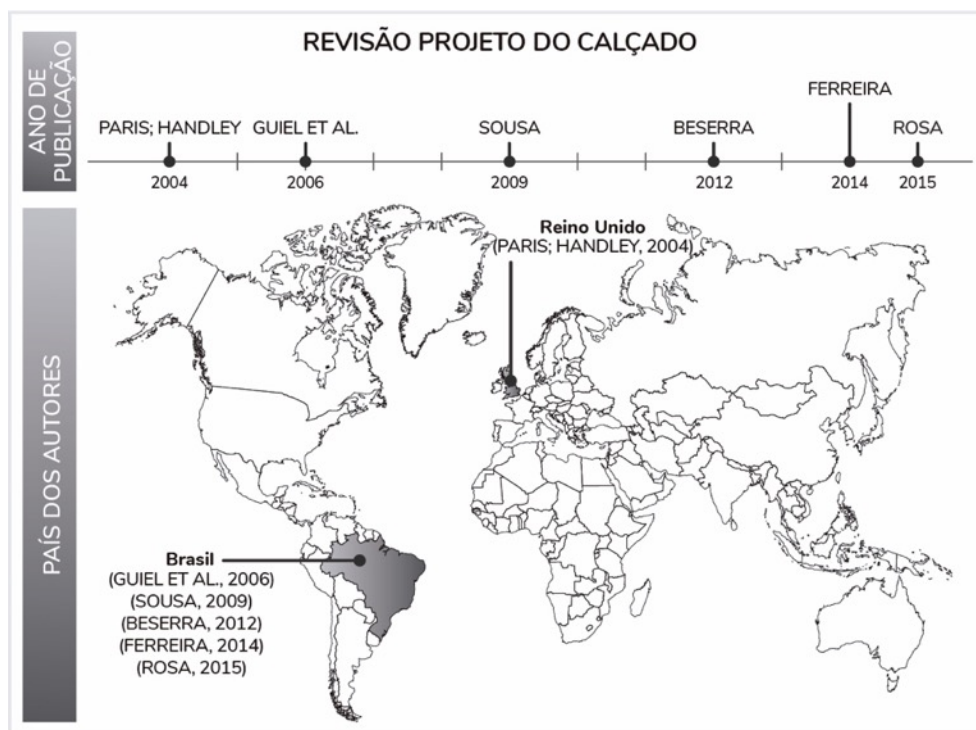 REVISÃO PROJETO DO CALÇADO
ANO DE
PUBLICAÇÃO
PARIS; HANDLEY
GUIEL ET AL.
SOUSA
BESERRA
FERREIRA
ROSA
2004
2006
2009
2012
2014
2015
PAÍS DOS AUTORES
Reino Unido
(PARIS; HANDLEY, 2004)
Brasil
(GUIEL ET AL., 2006)
(SOUSA, 2009)
(BESERRA, 2012)
(FERREIRA, 2014)
(ROSA, 2015)